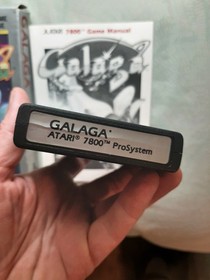 ATARI 7800™ Game Manual
Galaga
GALAGA®
ATARI® 7800™ ProSystem